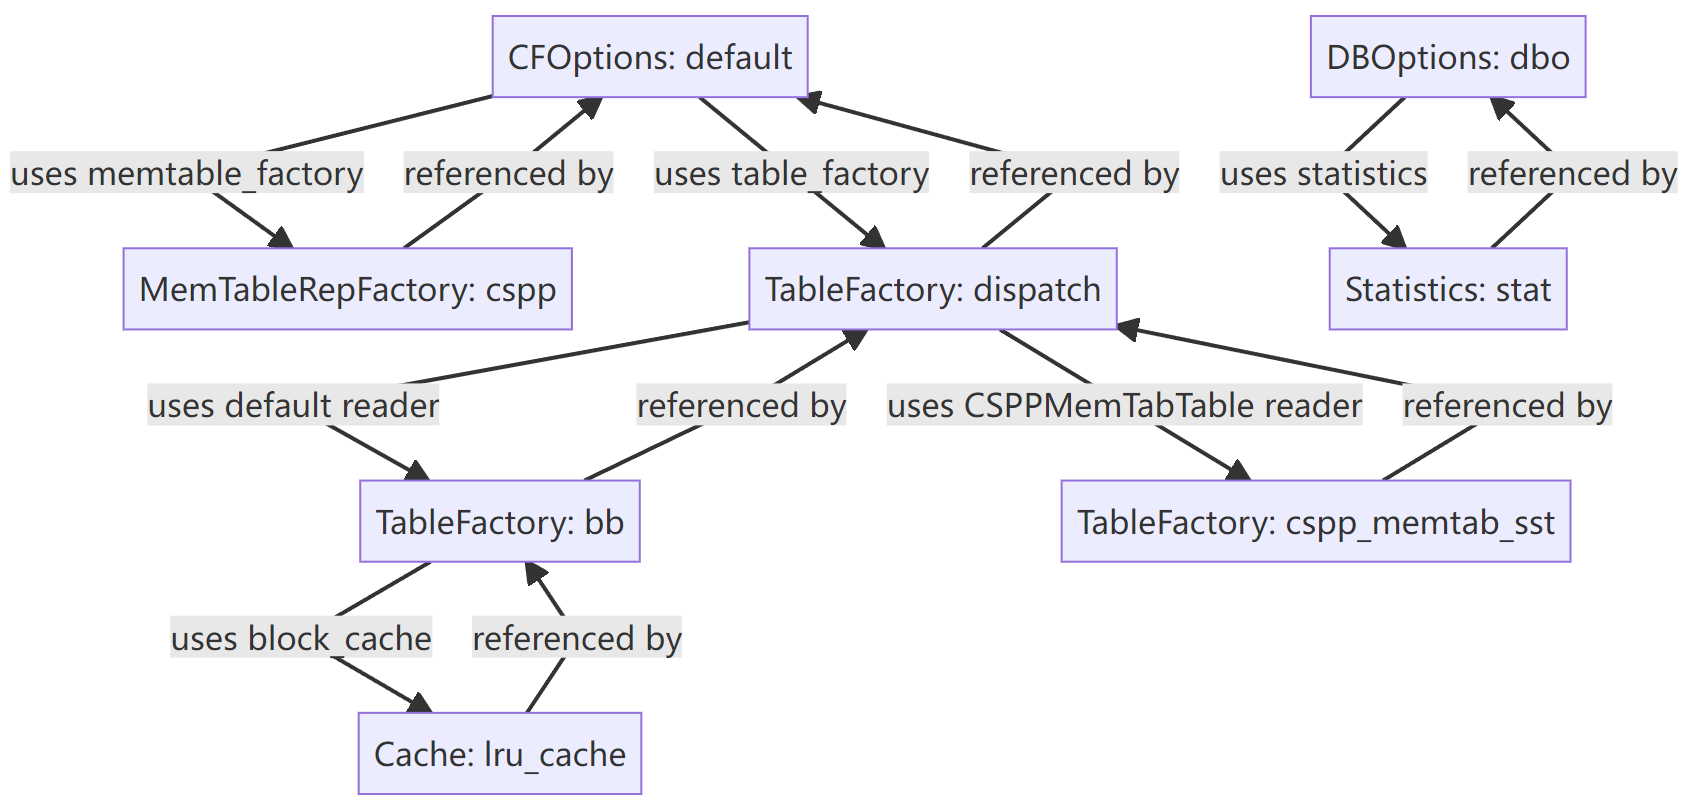 CFOptions: default
DBOptions: dbo
uses memtable_factory
referenced by
uses table_factory
referenced by
uses statistics
referenced by
MemTableRepFactory: cspp
TableFactory: dispatch
Statistics: stat
uses default reader
referenced by
uses CSPPMemTabTable reader
referenced by
TableFactory: bb
TableFactory: cspp_memtab_sst
uses block_cache
referenced by
Cache: lru_cache